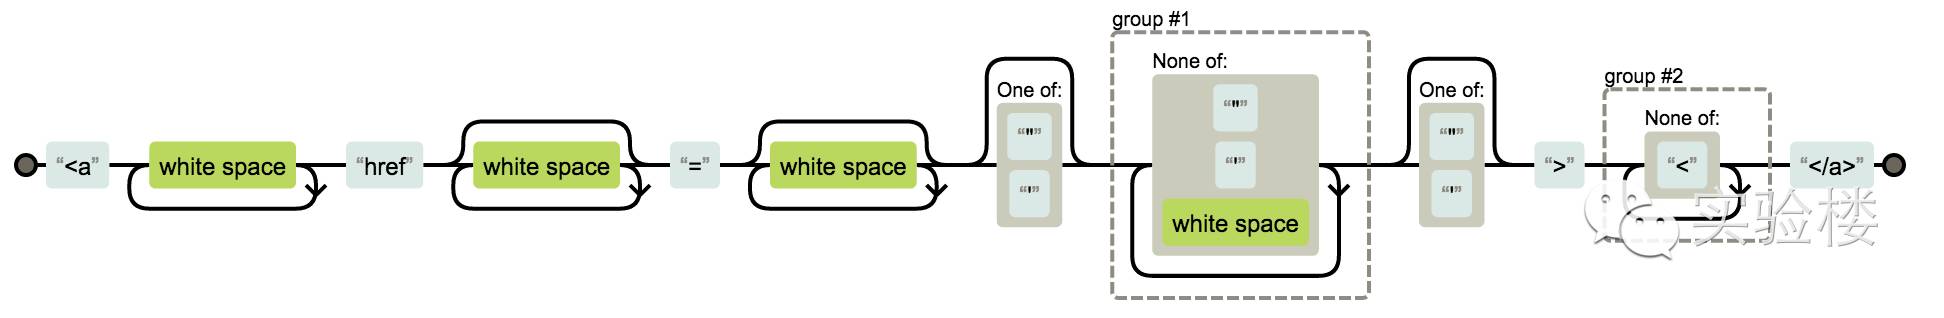 group #1
None of:
group #2
One of:
“"”
One of:
None of:
“<a”
white space
“href”
white space
“=”
white space
“"”
“'”
“'”
white space
“"”
“'”
“>”
“<”
“</a>”
实验楼